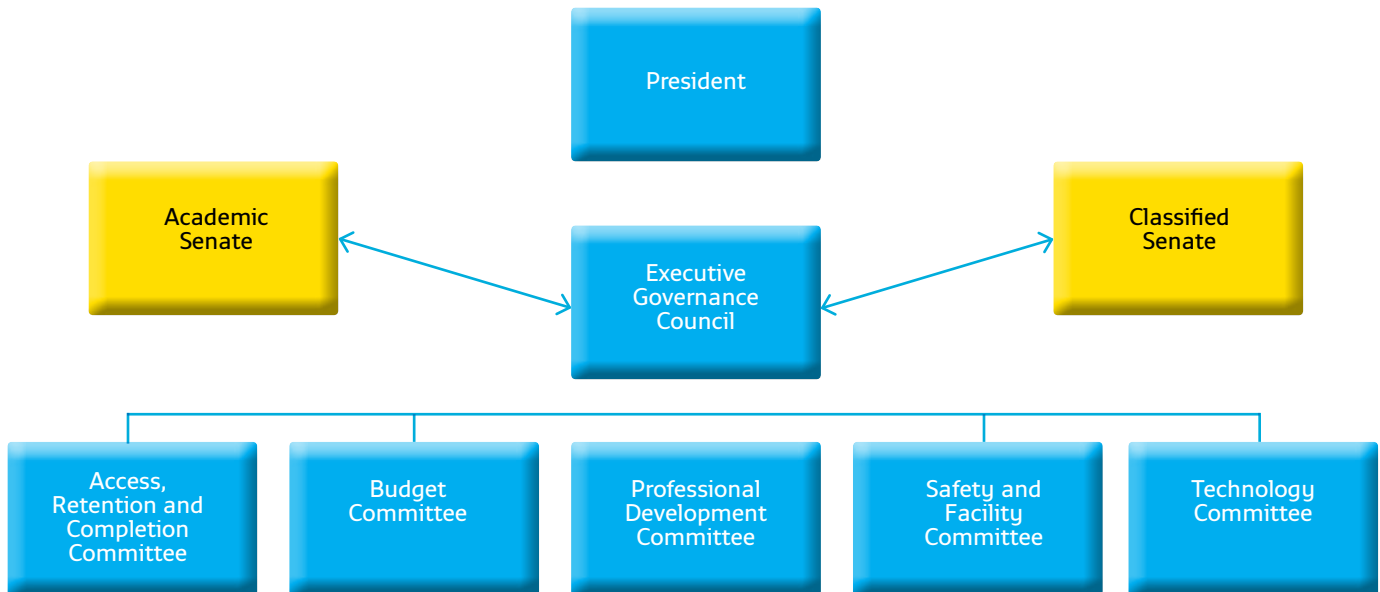 President
Academic
Senate
Classified
Senate
Executive
Governance
Council
Access,
Retention and
Completion
Committee
Budget
Committee
Professional
Development
Committee
Safety and
Facility
Committee
Technology
Committee